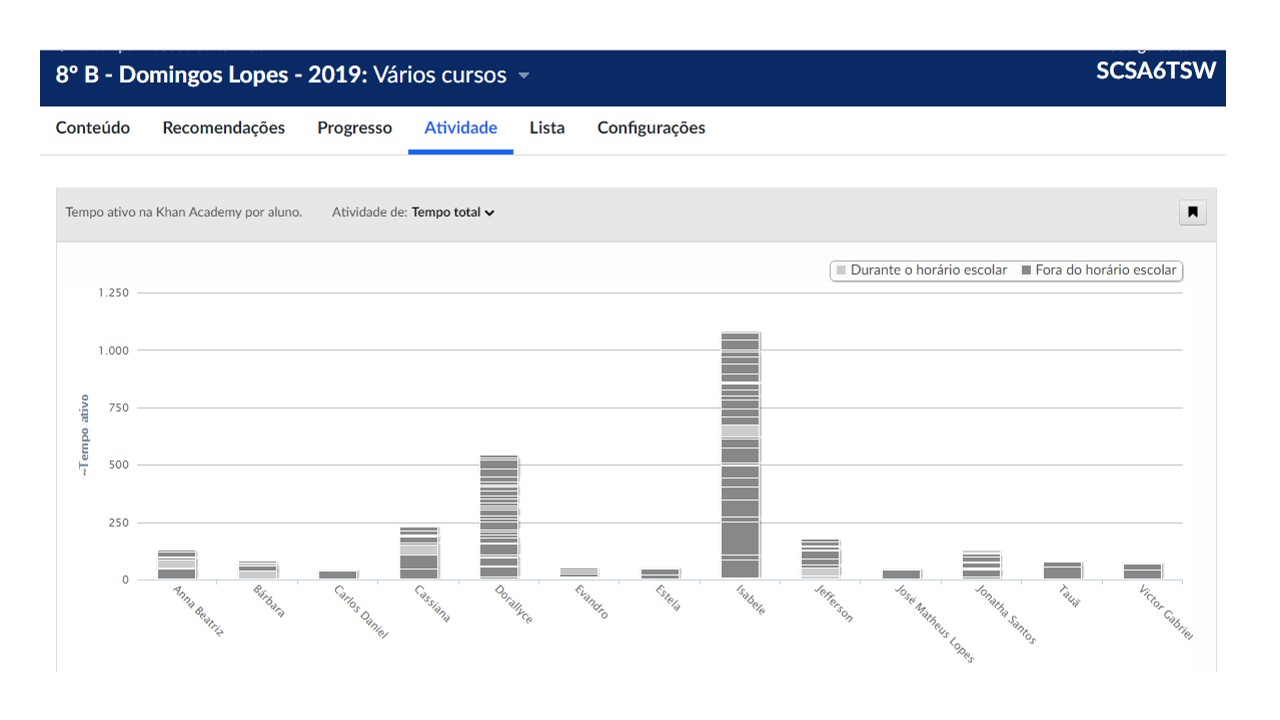 8º B - Domingos Lopes - 2019: Vários cursos
SCSA6TSW
Conteúdo Recomendações Progresso Atividade Lista Configurações
Tempo ativo na Khan Academy por aluno. Atividade de: Tempo total
Durante o horário escolar Fora do horário escolar
1.250
1.000
750
500
250
0
~Tempo ativo
Anna Beatriz
Bárbara
Carlos Daniel
Cassiana
Dorallyce
Evandro
Estela
Isabele
Jefferson
José Matheus Lopes
Jonatha Santos
Tauã
Victor Gabriel